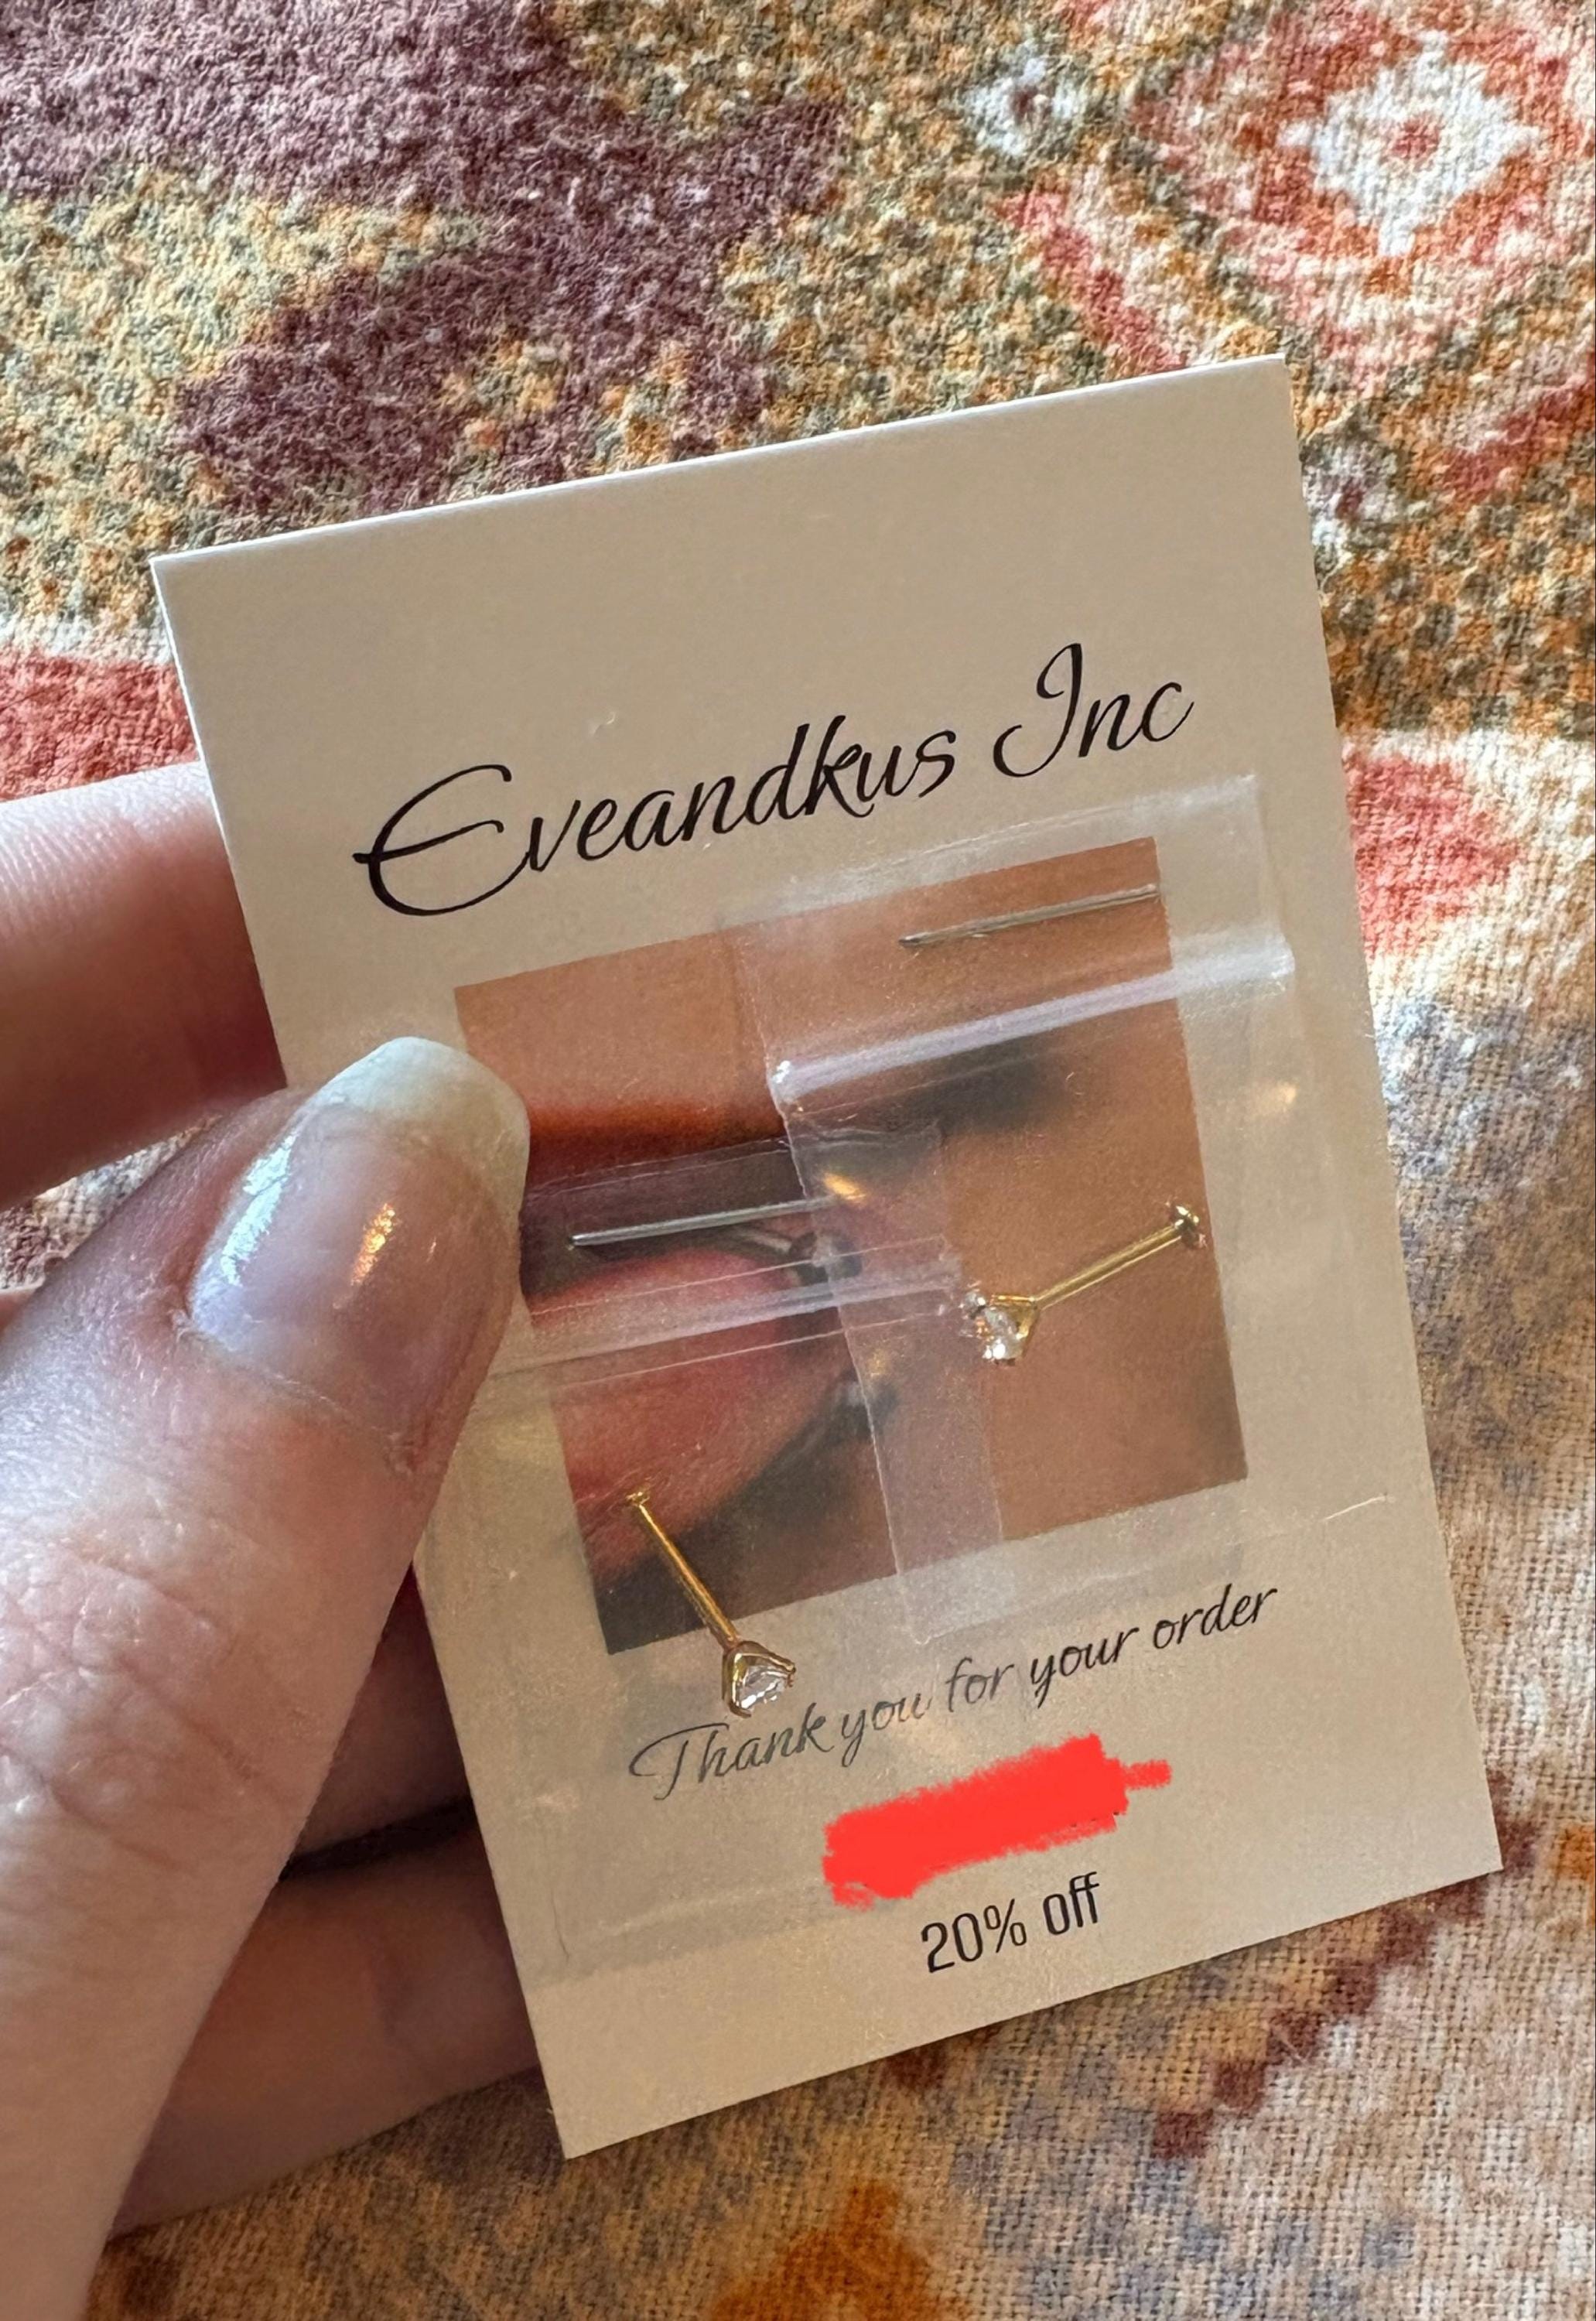 Eveandkus Inc
Thank you for your order
20% off